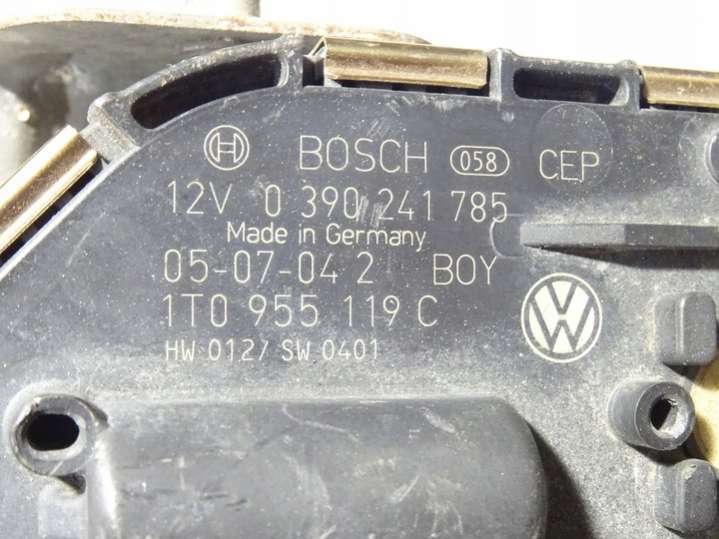 BOSCH 058 CEP
12V 0 390 241 785
Made in Germany
05-07-04 2 BOY
1T0 955 119 C
HW 012/ SW 0401